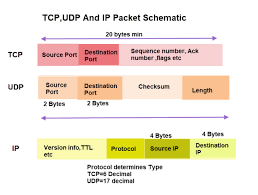 TCP,UDP And IP Packet Schematic
20 bytes min
TCP
Source Port
Destination
Port
Sequence number, Ack
number ,flags etc
UDP
Source
Port
Destination
Port
Checksum
Length
2 Bytes
2 Bytes
4 Bytes
4 Bytes
IP
Version info,TTL
etc
Protocol
Source IP
Destination
IP
Protocol determines Type
TCP=6 Decimal
UDP=17 decimal